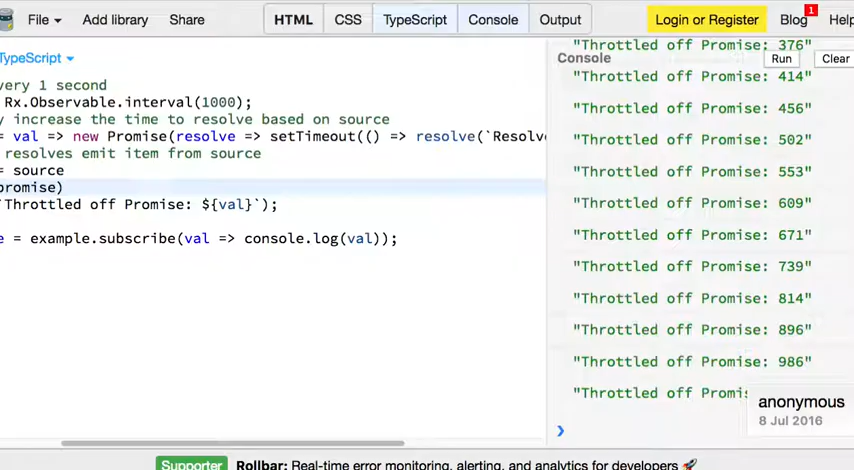 File Add library Share HTML CSS TypeScript Console Output Login or Register Blog 1 Help
TypeScript
very 1 second
Rx.Observable.interval(1000);
y increase the time to resolve based on source
= val => new Promise(resolve => setTimeout(() => resolve(`Resolve
resolves emit item from source
= source
promise)
`Throttled off Promise: ${val}`);
e = example.subscribe(val => console.log(val));
Console Run Clear
"Throttled off Promise: 376"
"Throttled off Promise: 414"
"Throttled off Promise: 456"
"Throttled off Promise: 502"
"Throttled off Promise: 553"
"Throttled off Promise: 609"
"Throttled off Promise: 671"
"Throttled off Promise: 739"
"Throttled off Promise: 814"
"Throttled off Promise: 896"
"Throttled off Promise: 986"
"Throttled off Promis
anonymous
8 Jul 2016
Supporter Rollbar: Real-time error monitoring, alerting, and analytics for developers 🚀